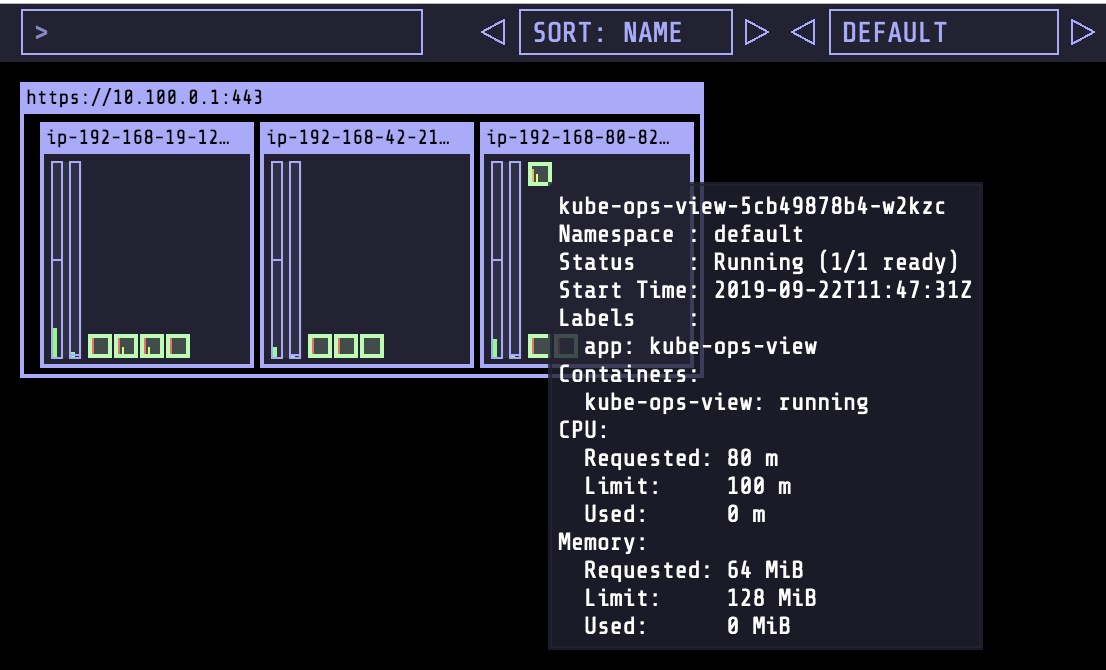 >
SORT: NAME
DEFAULT
https://10.100.0.1:443
ip-192-168-19-12…
ip-192-168-42-21…
ip-192-168-80-82…
kube-ops-view-5cb49878b4-w2kzc
Namespace : default
Status    : Running (1/1 ready)
Start Time: 2019-09-22T11:47:31Z
Labels    :
  app: kube-ops-view
Containers:
  kube-ops-view: running
CPU:
  Requested: 80 m
  Limit:     100 m
  Used:      0 m
Memory:
  Requested: 64 MiB
  Limit:     128 MiB
  Used:      0 MiB